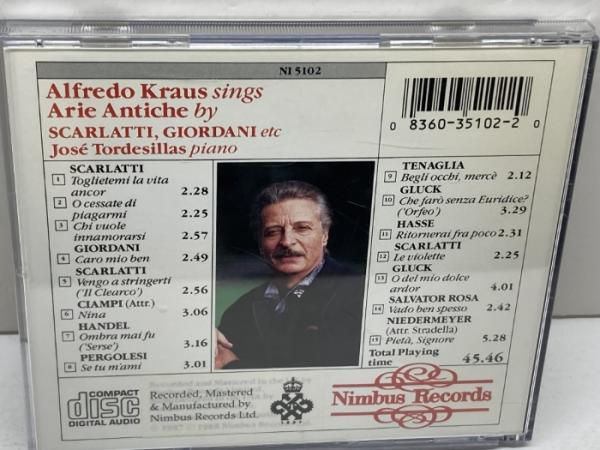 NI 5102
Alfredo Kraus sings
Arie Antiche by
SCARLATTI, GIORDANI etc
José Tordesillas piano
0 8360-35102-2 0
SCARLATTI
1 Toglietemi la vita
ancor 2.28
2 O cessate di
piagarmi 2.25
3 Chi vuole
innamorarsi 2.57
GIORDANI
4 Caro mio ben 2.49
SCARLATTI
5 Vengo a stringerti
('Il Clearco') 2.56
CIAMPI (Attr.)
6 Nina 3.06
HANDEL
7 Ombra mai fu
('Serse') 3.16
PERGOLESI
8 Se tu m'ami 3.01
TENAGLIA
9 Begli occhi, mercè 2.12
GLUCK
10 Che farò senza Euridice?
('Orfeo') 3.29
HASSE
11 Ritornerai fra poco 2.31
SCARLATTI
12 Le violette 2.25
GLUCK
13 O del mio dolce
ardor 4.01
SALVATOR ROSA
14 Vado ben spesso 2.42
NIEDERMEYER
(Attr. Stradella)
15 Pietà, Signore 5.28
Total Playing
time 45.46
COMPACT
disc
DIGITAL AUDIO
Recorded, Mastered
& Manufactured by
Nimbus Records Ltd.
1987
Nimbus Records